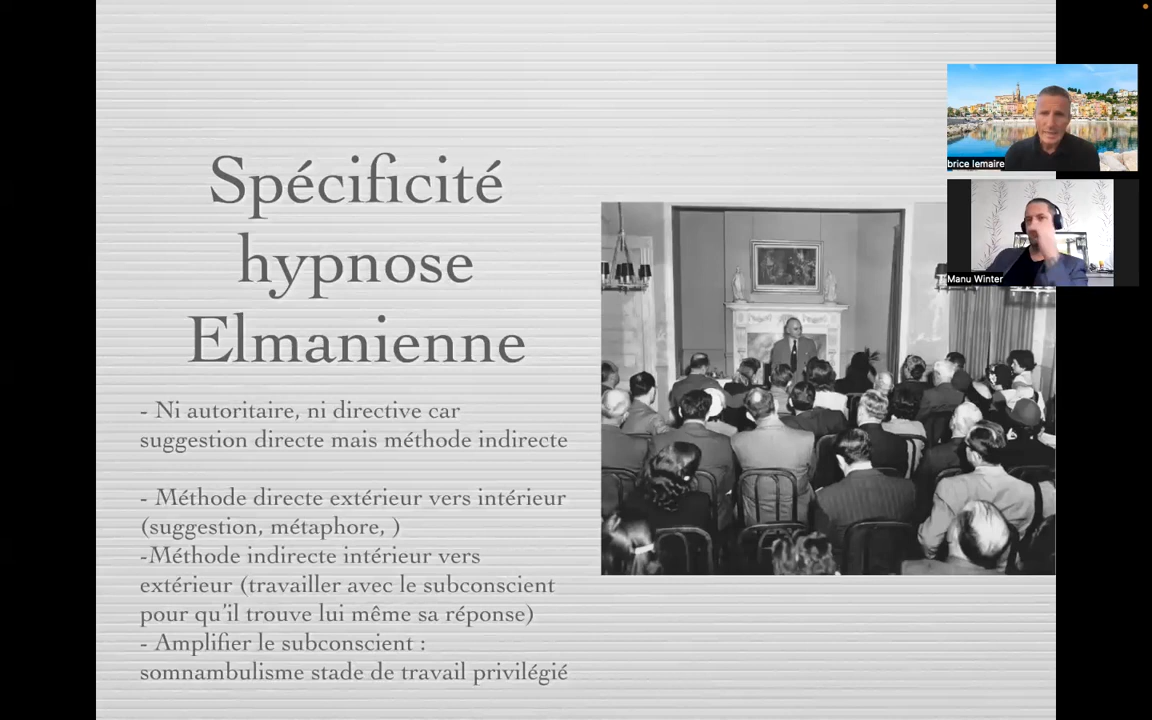 Spécificité
hypnose
Elmanienne
- Ni autoritaire, ni directive car
suggestion directe mais méthode indirecte
- Méthode directe extérieur vers intérieur
(suggestion, métaphore, )
-Méthode indirecte intérieur vers
extérieur (travailler avec le subconscient
pour qu'il trouve lui même sa réponse)
- Amplifier le subconscient :
somnambulisme stade de travail privilégié
brice lemaire
Manu Winter